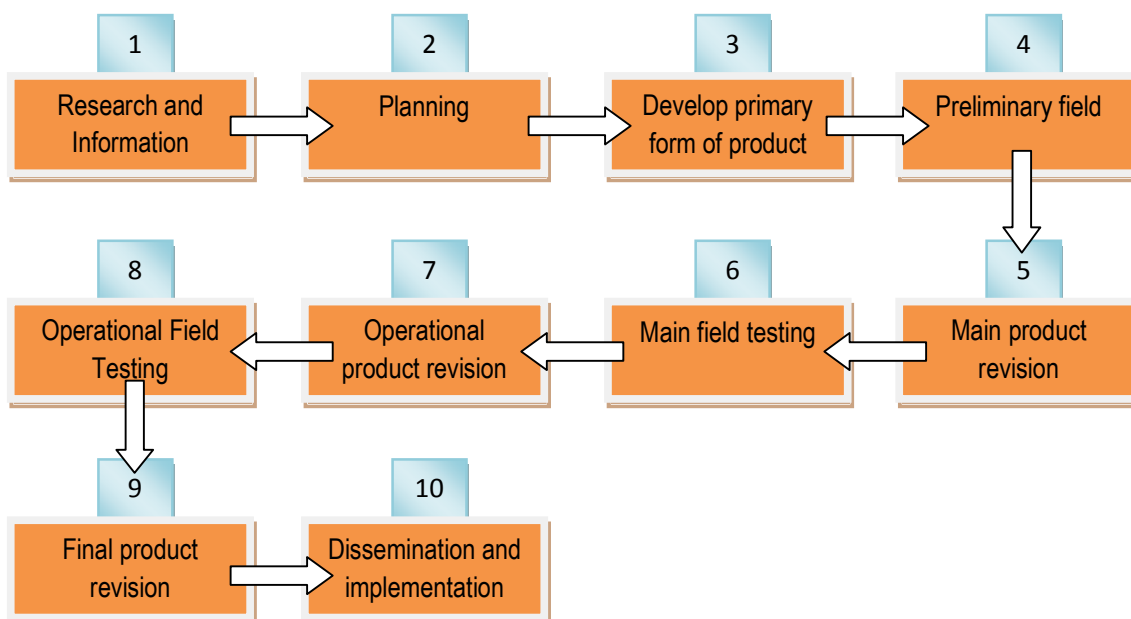 1
Research and
Information
2
Planning
3
Develop primary
form of product
4
Preliminary field
5
Main product
revision
6
Main field testing
7
Operational
product revision
8
Operational Field
Testing
9
Final product
revision
10
Dissemination and
implementation